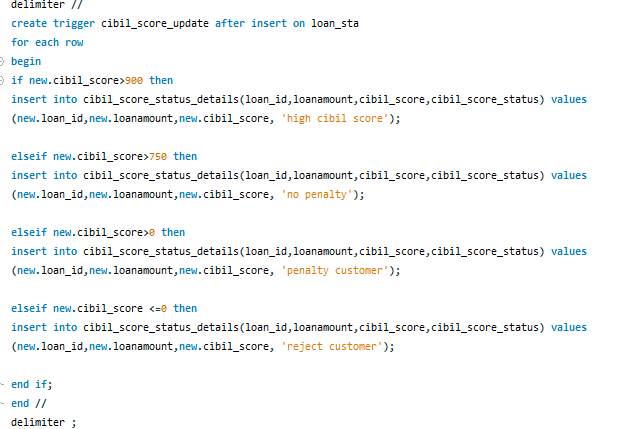 delimiter //
create trigger cibil_score_update after insert on loan_sta
for each row
begin
if new.cibil_score>900 then
insert into cibil_score_status_details(loan_id,loanamount,cibil_score,cibil_score_status) values
(new.loan_id,new.loanamount,new.cibil_score, 'high cibil score');
elseif new.cibil_score>750 then
insert into cibil_score_status_details(loan_id,loanamount,cibil_score,cibil_score_status) values
(new.loan_id,new.loanamount,new.cibil_score, 'no penalty');
elseif new.cibil_score>0 then
insert into cibil_score_status_details(loan_id,loanamount,cibil_score,cibil_score_status) values
(new.loan_id,new.loanamount,new.cibil_score, 'penalty customer');
elseif new.cibil_score <=0 then
insert into cibil_score_status_details(loan_id,loanamount,cibil_score,cibil_score_status) values
(new.loan_id,new.loanamount,new.cibil_score, 'reject customer');
end if;
end //
delimiter ;